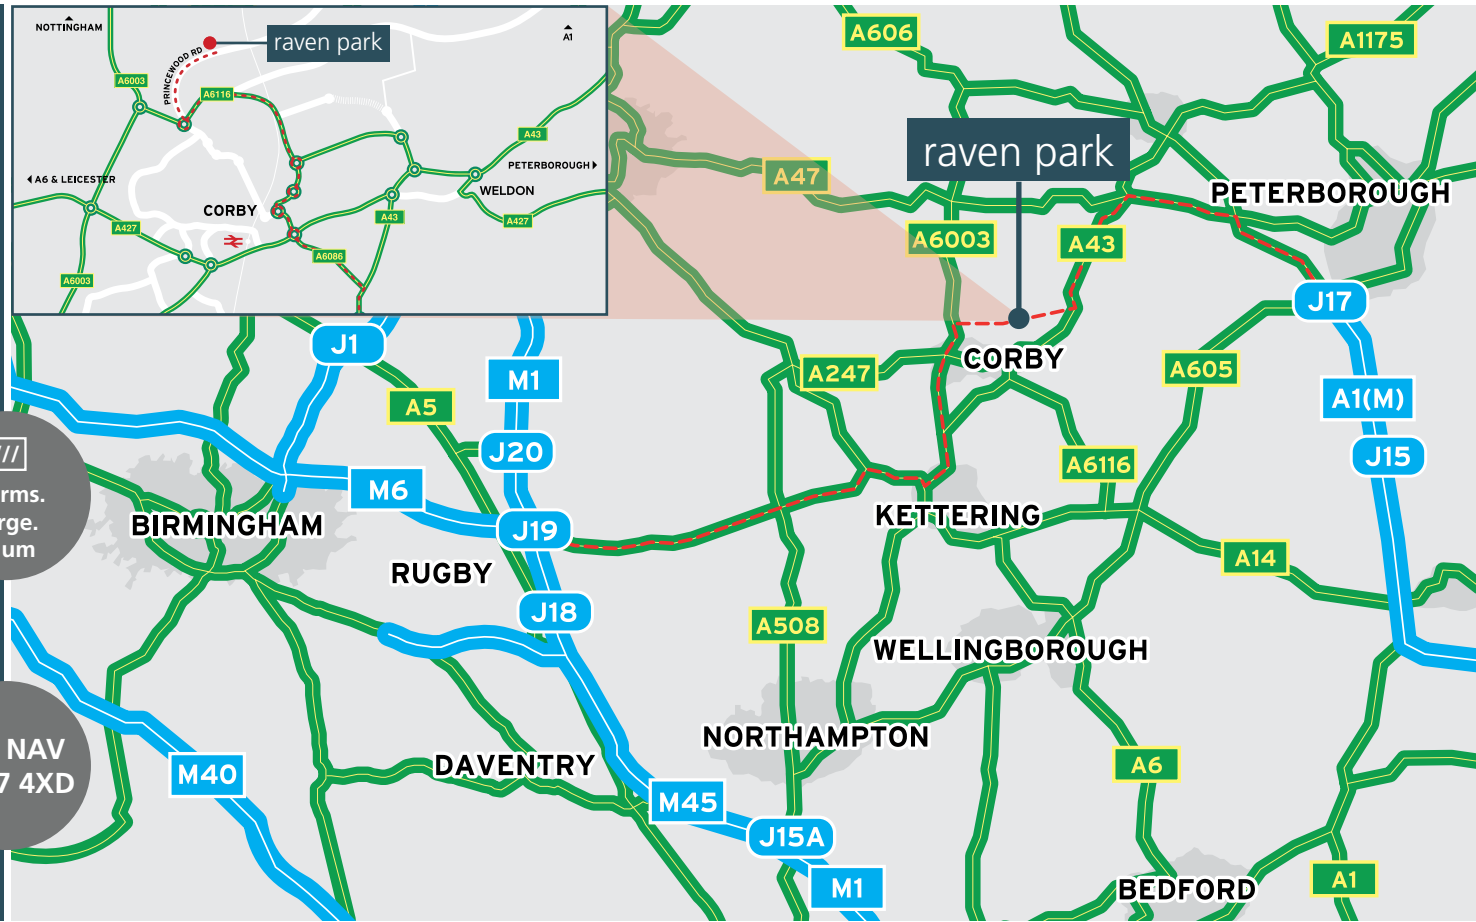 NOTTINGHAM
A1
raven park
PRINCEWOOD RD
A6003
A6116
A43
PETERBOROUGH
A6 & LEICESTER
WELDON
CORBY
A43
A427
A427
A6086
A6003
A606
A1175
raven park
A47
PETERBOROUGH
A6003
A43
J17
J1
CORBY
A605
M1
A247
A5
A1(M)
J20
J15
A6116
M6
rms.
rge.
um
BIRMINGHAM
J19
KETTERING
A14
RUGBY
J18
A508
WELLINGBOROUGH
NORTHAMPTON
NAV
7 4XD
M40
DAVENTRY
A6
M45
J15A
M1
BEDFORD
A1